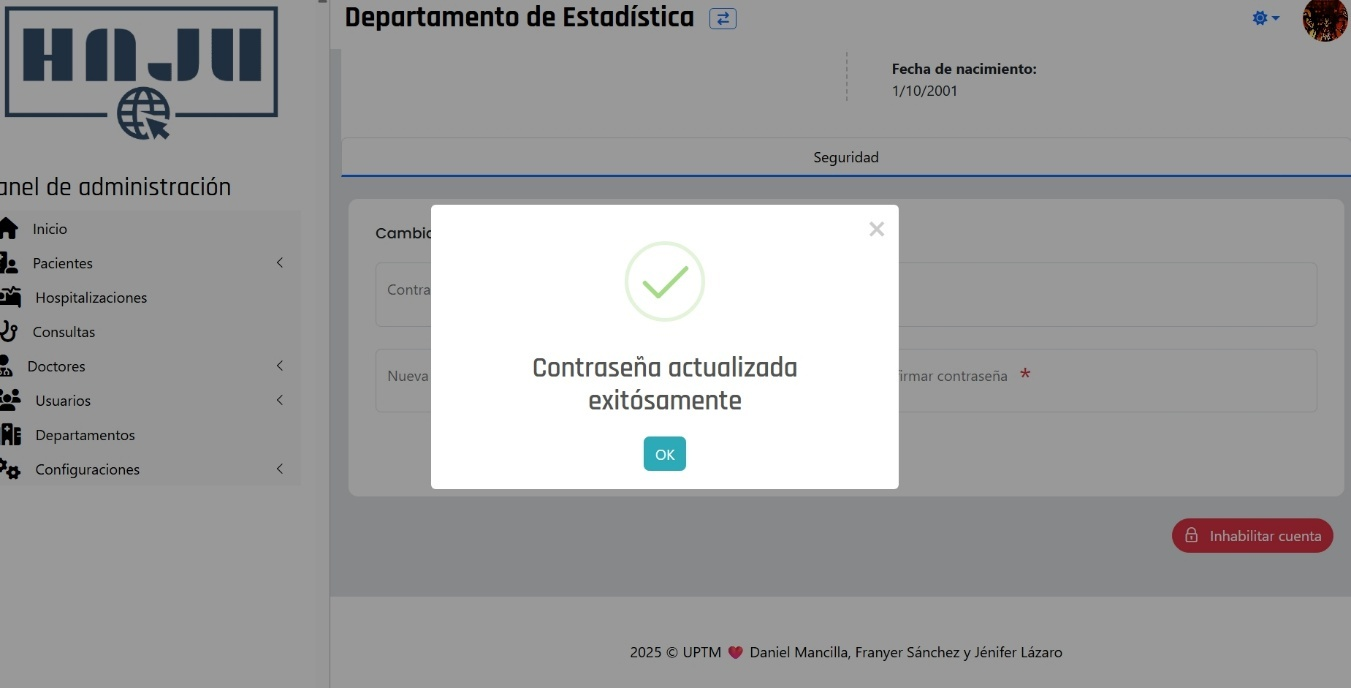 HNJU
Departamento de Estadística
Fecha de nacimiento:
1/10/2001
Seguridad
anel de administración
Inicio
Pacientes
Hospitalizaciones
Consultas
Doctores
Usuarios
Departamentos
Configuraciones
Cambio
Contra
Nueva
firmar contraseña *
Contraseña actualizada
exitósamente
OK
Inhabilitar cuenta
2025 © UPTM ❤ Daniel Mancilla, Franyer Sánchez y Jénifer Lázaro